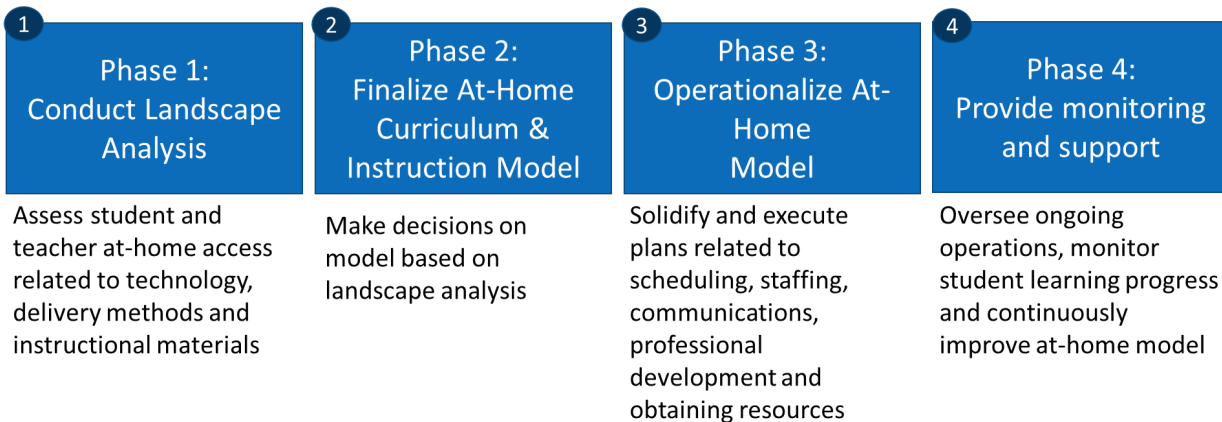 1
Phase 1:
Conduct Landscape
Analysis
Assess student and
teacher at-home access
related to technology,
delivery methods and
instructional materials
2
Phase 2:
Finalize At-Home
Curriculum &
Instruction Model
Make decisions on
model based on
landscape analysis
3
Phase 3:
Operationalize At-
Home
Model
Solidify and execute
plans related to
scheduling, staffing,
communications,
professional
development and
obtaining resources
4
Phase 4:
Provide monitoring
and support
Oversee ongoing
operations, monitor
student learning progress
and continuously
improve at-home model